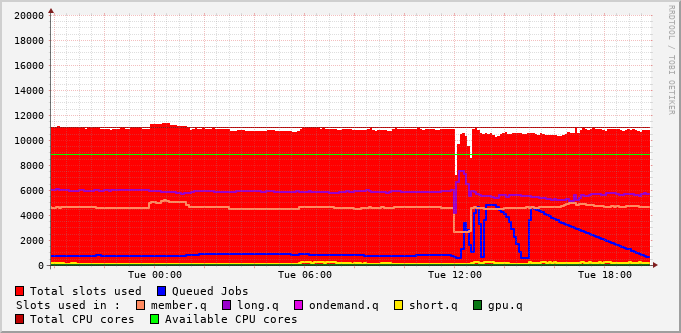 20000
18000
16000
14000
12000
10000
8000
6000
4000
2000
0
Tue 00:00 Tue 06:00 Tue 12:00 Tue 18:00
Total slots used Queued Jobs
Slots used in : member.q long.q ondemand.q short.q gpu.q
Total CPU cores Available CPU cores
RRDTOOL / TOBI OETIKER